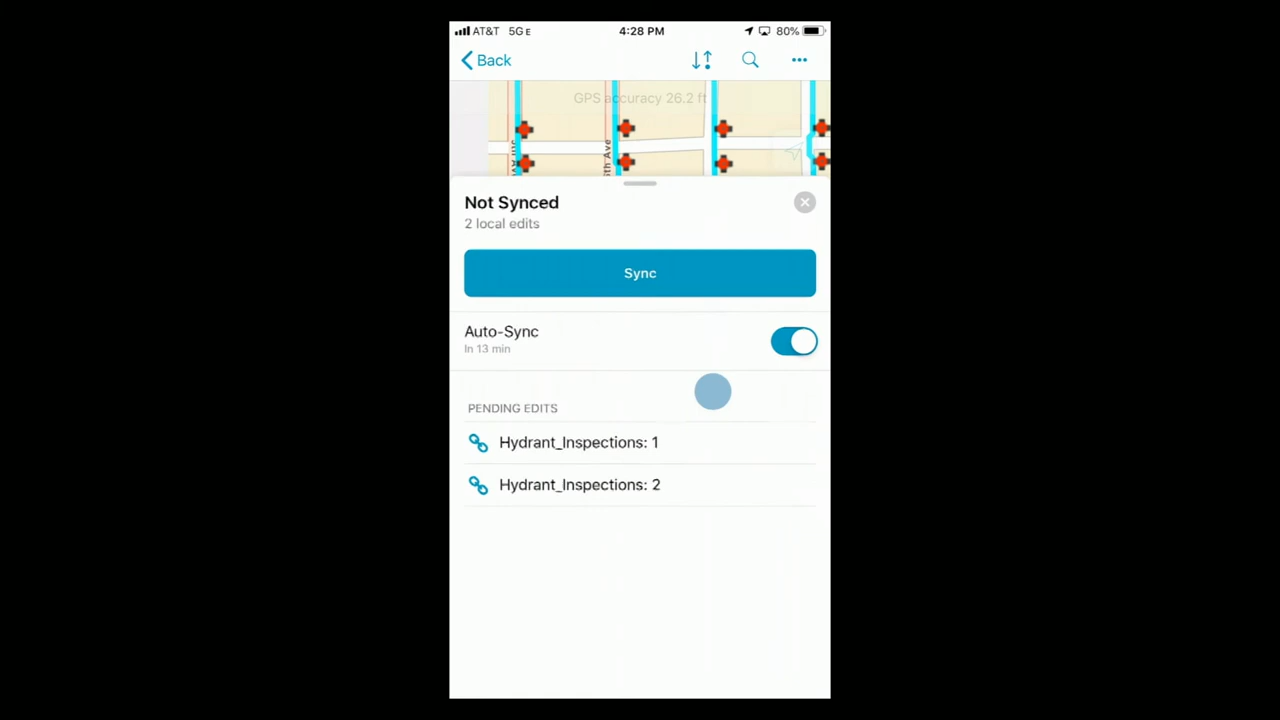 AT&T 5G E 4:28 PM 80%
Back
GPS accuracy 26.2 ft
5th Ave
Not Synced
2 local edits
Sync
Auto-Sync
In 13 min
PENDING EDITS
Hydrant_Inspections: 1
Hydrant_Inspections: 2